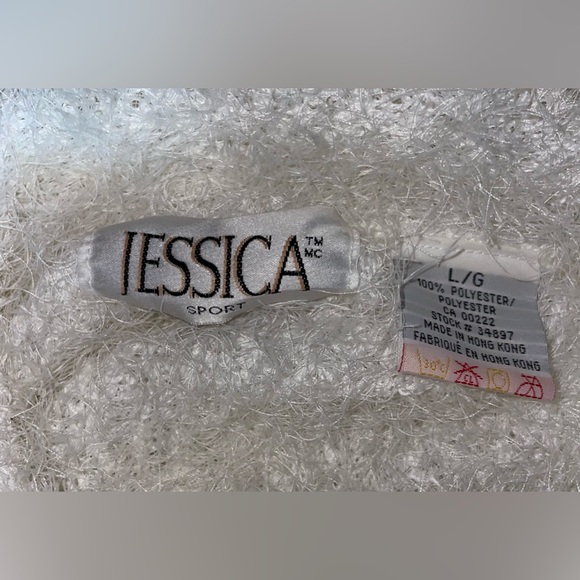 JESSICA TM
MC
SPORT
L/G
100% POLYESTER/
POLYESTER
CA 00222
STOCK # 34897
MADE IN HONG KONG
FABRIQUÉ EN HONG KONG
30°C